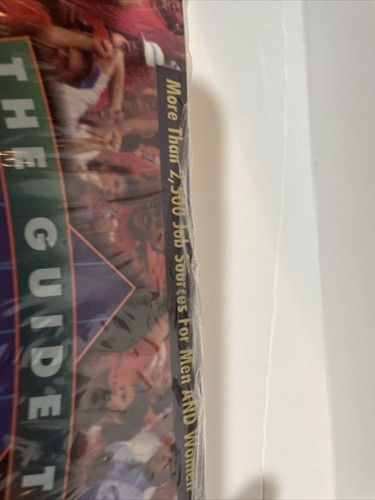 More Than 2,500 Job Sources For Men AND Women
THE GUIDE T